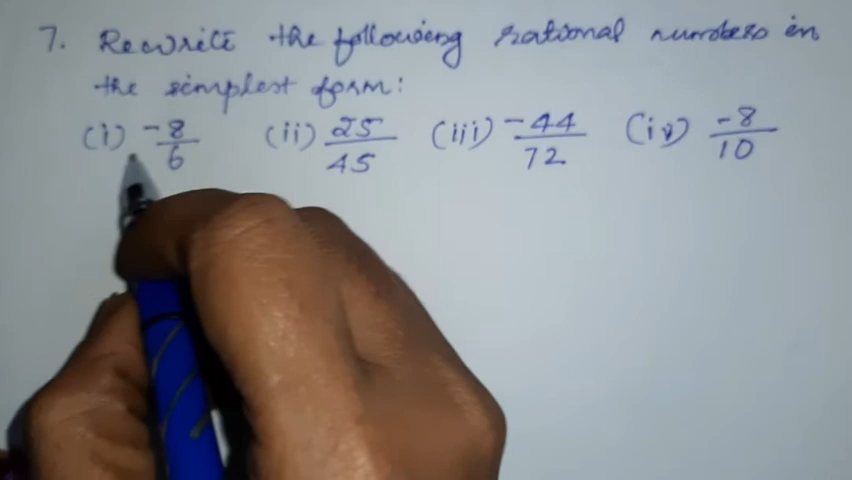 7. Rewrite the following rational numbers in
the simplest form:
(i) -8/6 (ii) 25/45 (iii) -44/72 (iv) -8/10